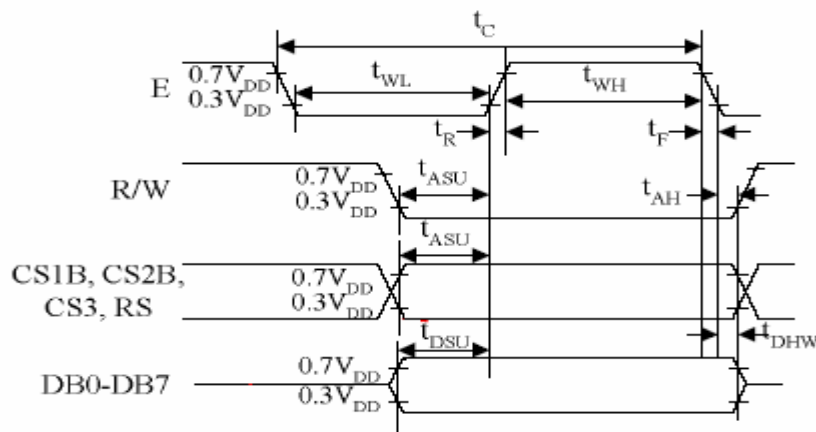 tC
E
0.7VDD
0.3VDD
tWL
tWH
tR
tF
R/W
0.7VDD
0.3VDD
tASU
tAH
tASU
CS1B, CS2B,
CS3, RS
0.7VDD
0.3VDD
tDSU
tDHW
DB0-DB7
0.7VDD
0.3VDD